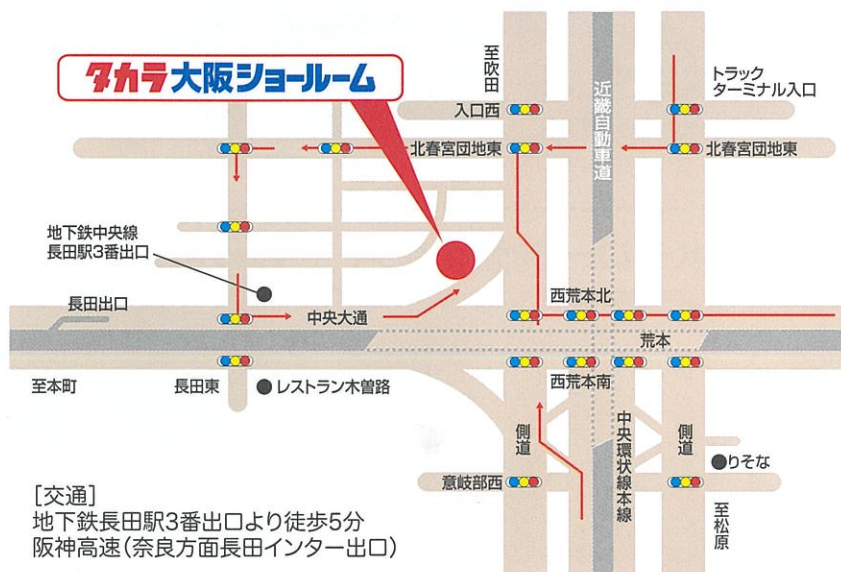 タカラ大阪ショールーム
至吹田
近畿自動車道
トラック
ターミナル入口
入口西
北春宮団地東
北春宮団地東
地下鉄中央線
長田駅3番出口
長田出口
中央大通
西荒本北
荒本
至本町
長田東
レストラン木曽路
西荒本南
側道
中央環状線本線
側道
りそな
意岐部西
至松原
[交通]
地下鉄長田駅3番出口より徒歩5分
阪神高速(奈良方面長田インター出口)